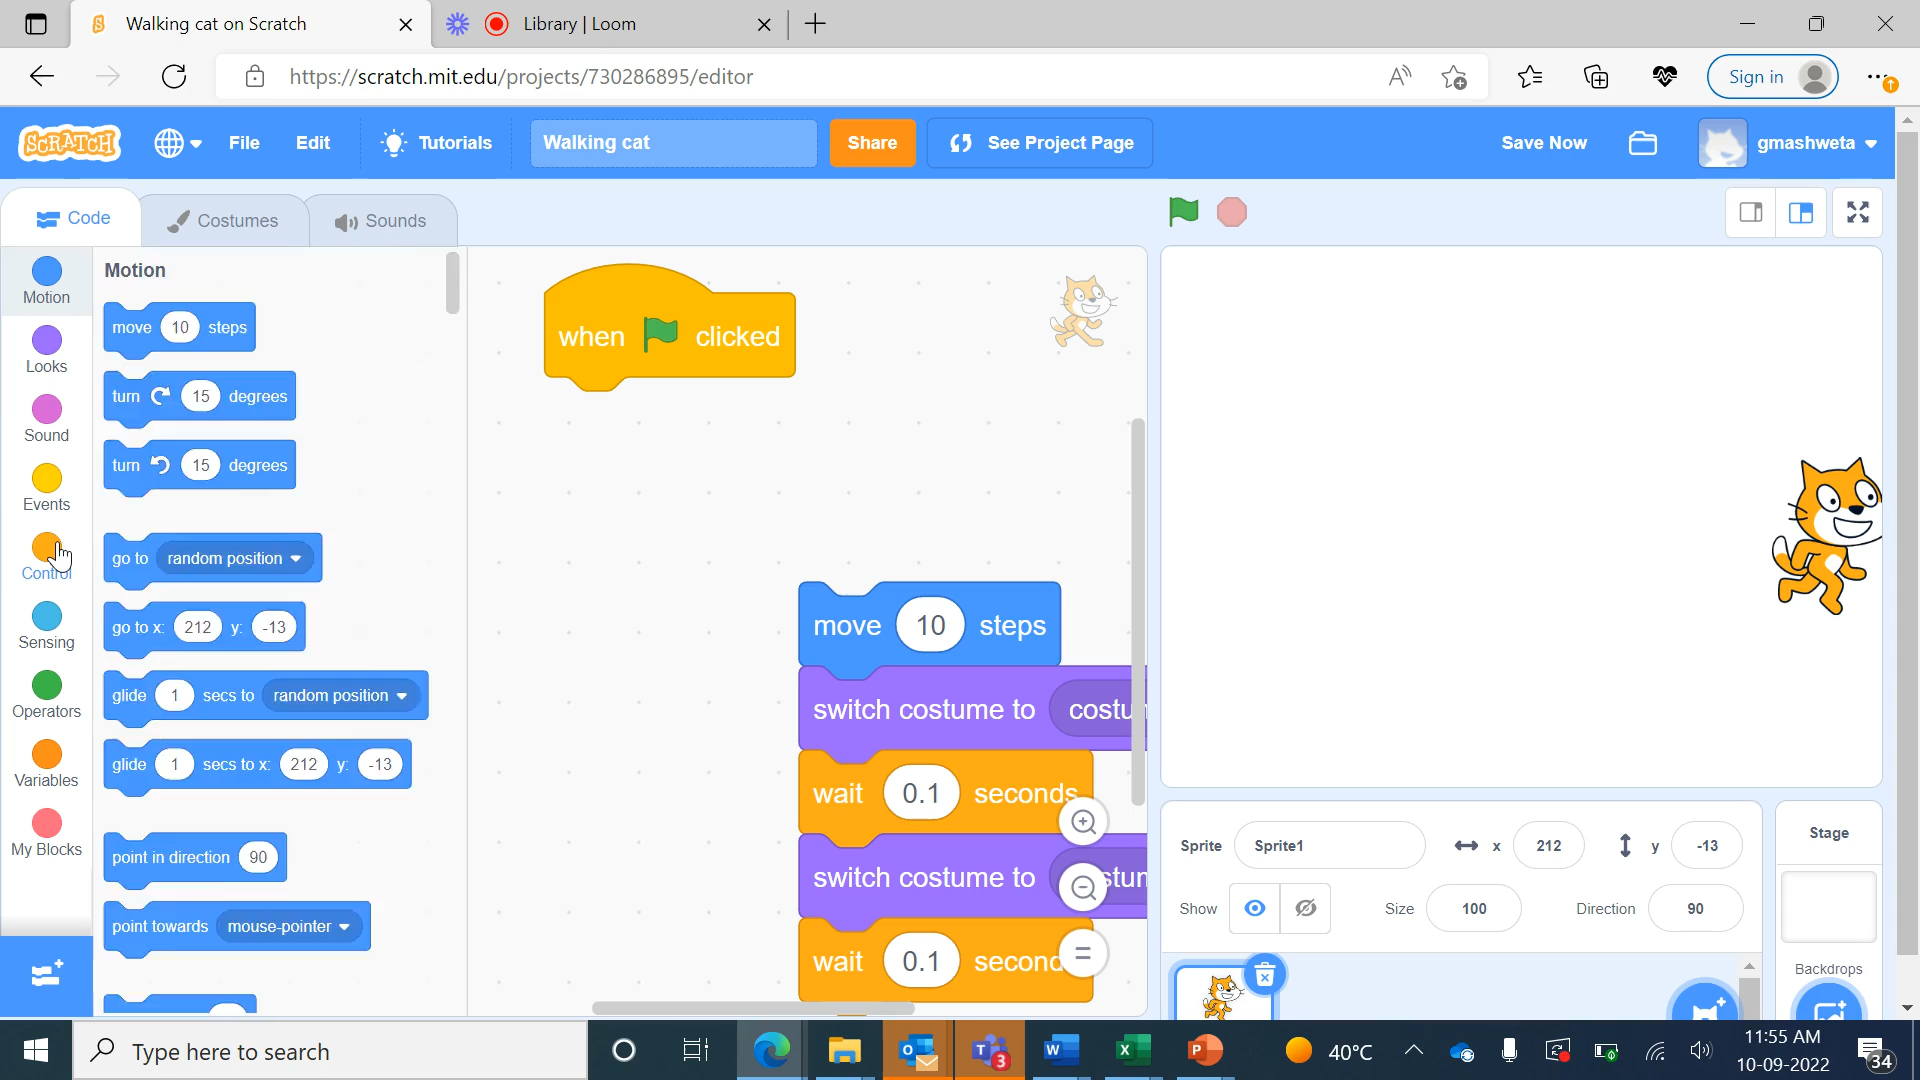 Walking cat on Scratch
Library | Loom
https://scratch.mit.edu/projects/730286895/editor
Sign in
SCRATCH
File
Edit
Tutorials
Walking cat
Share
See Project Page
Save Now
gmashweta
Code
Costumes
Sounds
Motion
Looks
Sound
Events
Control
Sensing
Operators
Variables
My Blocks
Motion
move 10 steps
turn 15 degrees
turn 15 degrees
go to random position
go to x: 212 y: -13
glide 1 secs to random position
glide 1 secs to x: 212 y: -13
point in direction 90
point towards mouse-pointer
when clicked
move 10 steps
switch costume to
wait 0.1 seconds
switch costume to
wait 0.1
Sprite Sprite1 x 212 y -13
Show Size 100 Direction 90
Stage
Backdrops
Type here to search
3
40°C
11:55 AM
10-09-2022
34